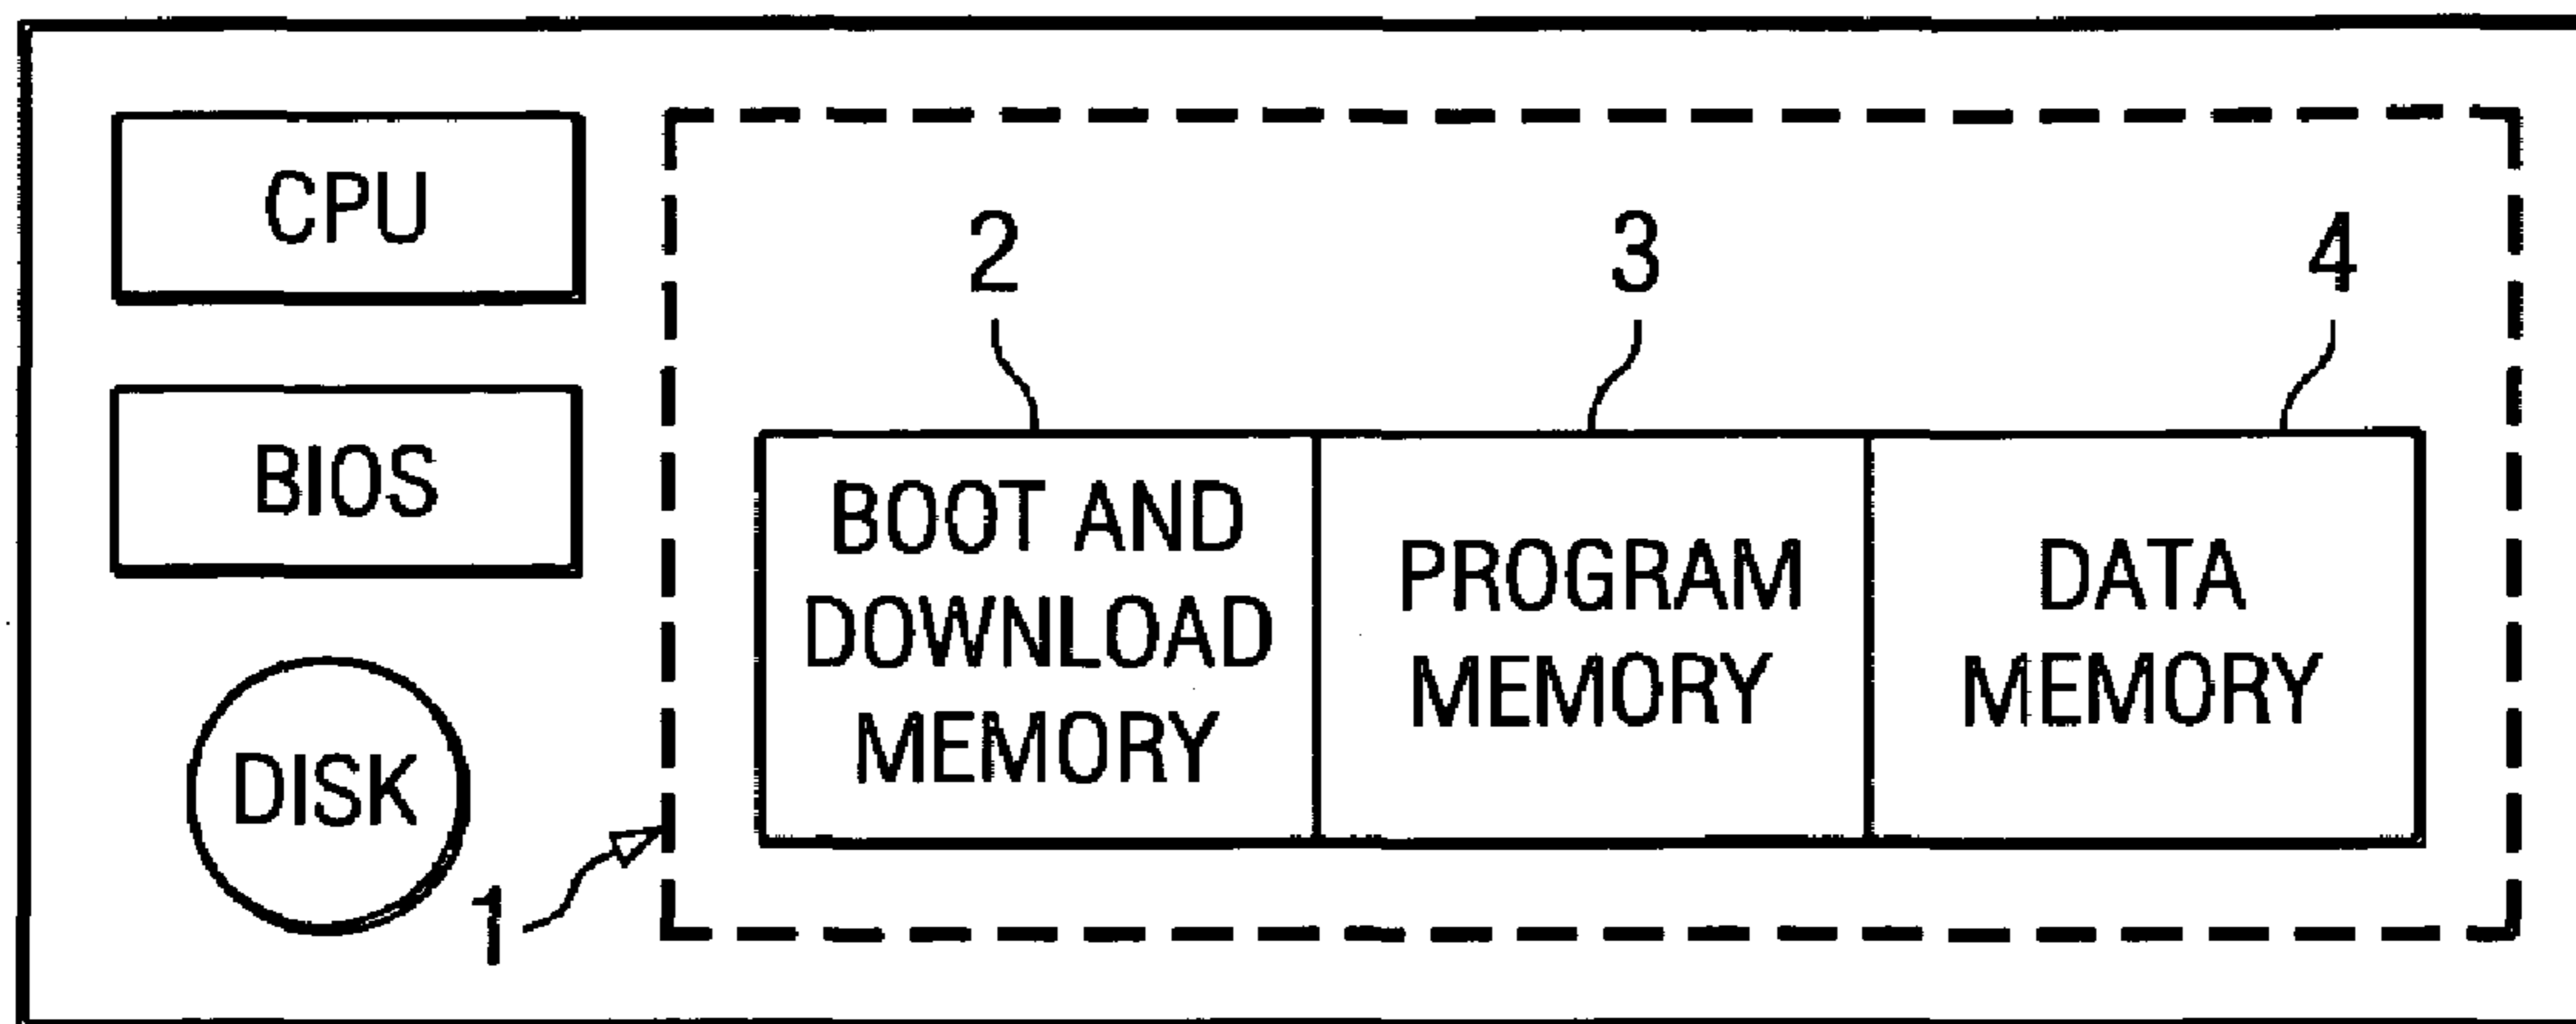 CPU
BIOS
DISK
1
2
3
4
BOOT AND
DOWNLOAD
MEMORY
PROGRAM
MEMORY
DATA
MEMORY